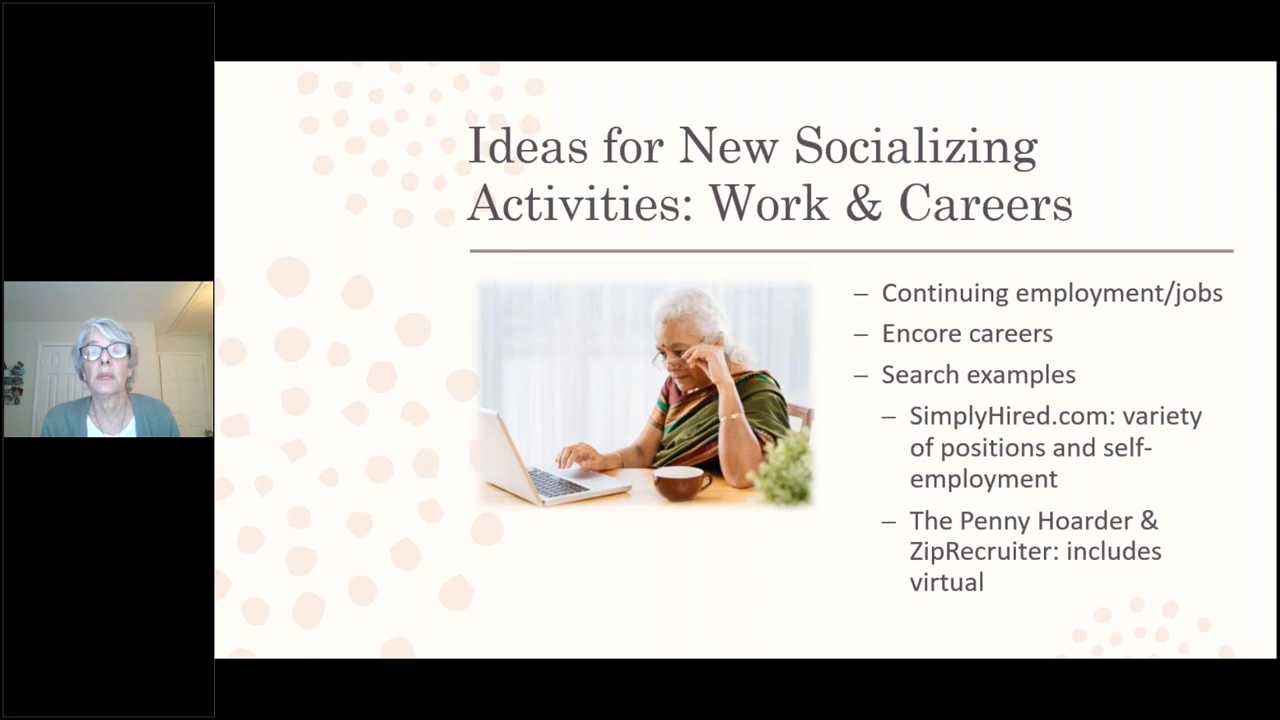 Ideas for New Socializing
Activities: Work & Careers
– Continuing employment/jobs
– Encore careers
– Search examples
– SimplyHired.com: variety
of positions and self-
employment
– The Penny Hoarder &
ZipRecruiter: includes
virtual